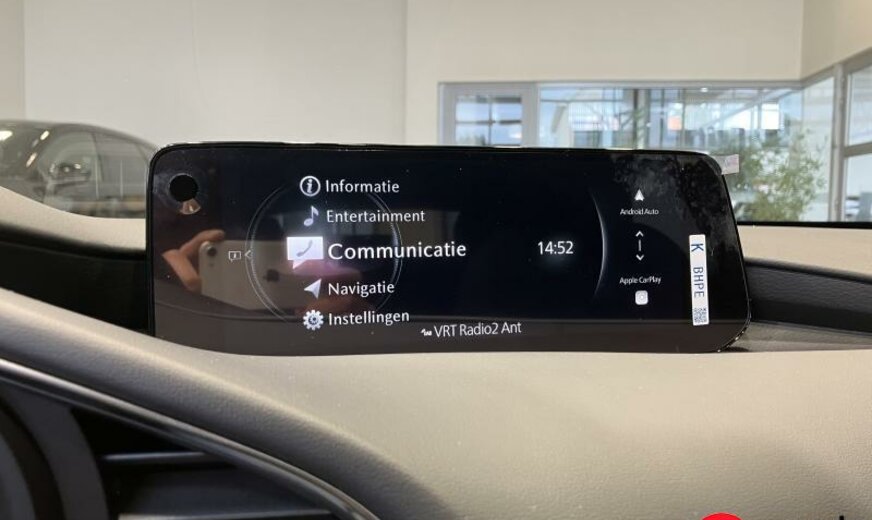 Informatie
Entertainment
Communicatie
14:52
Navigatie
Instellingen
VRT Radio2 Ant
Android Auto
Apple CarPlay
K BHPE